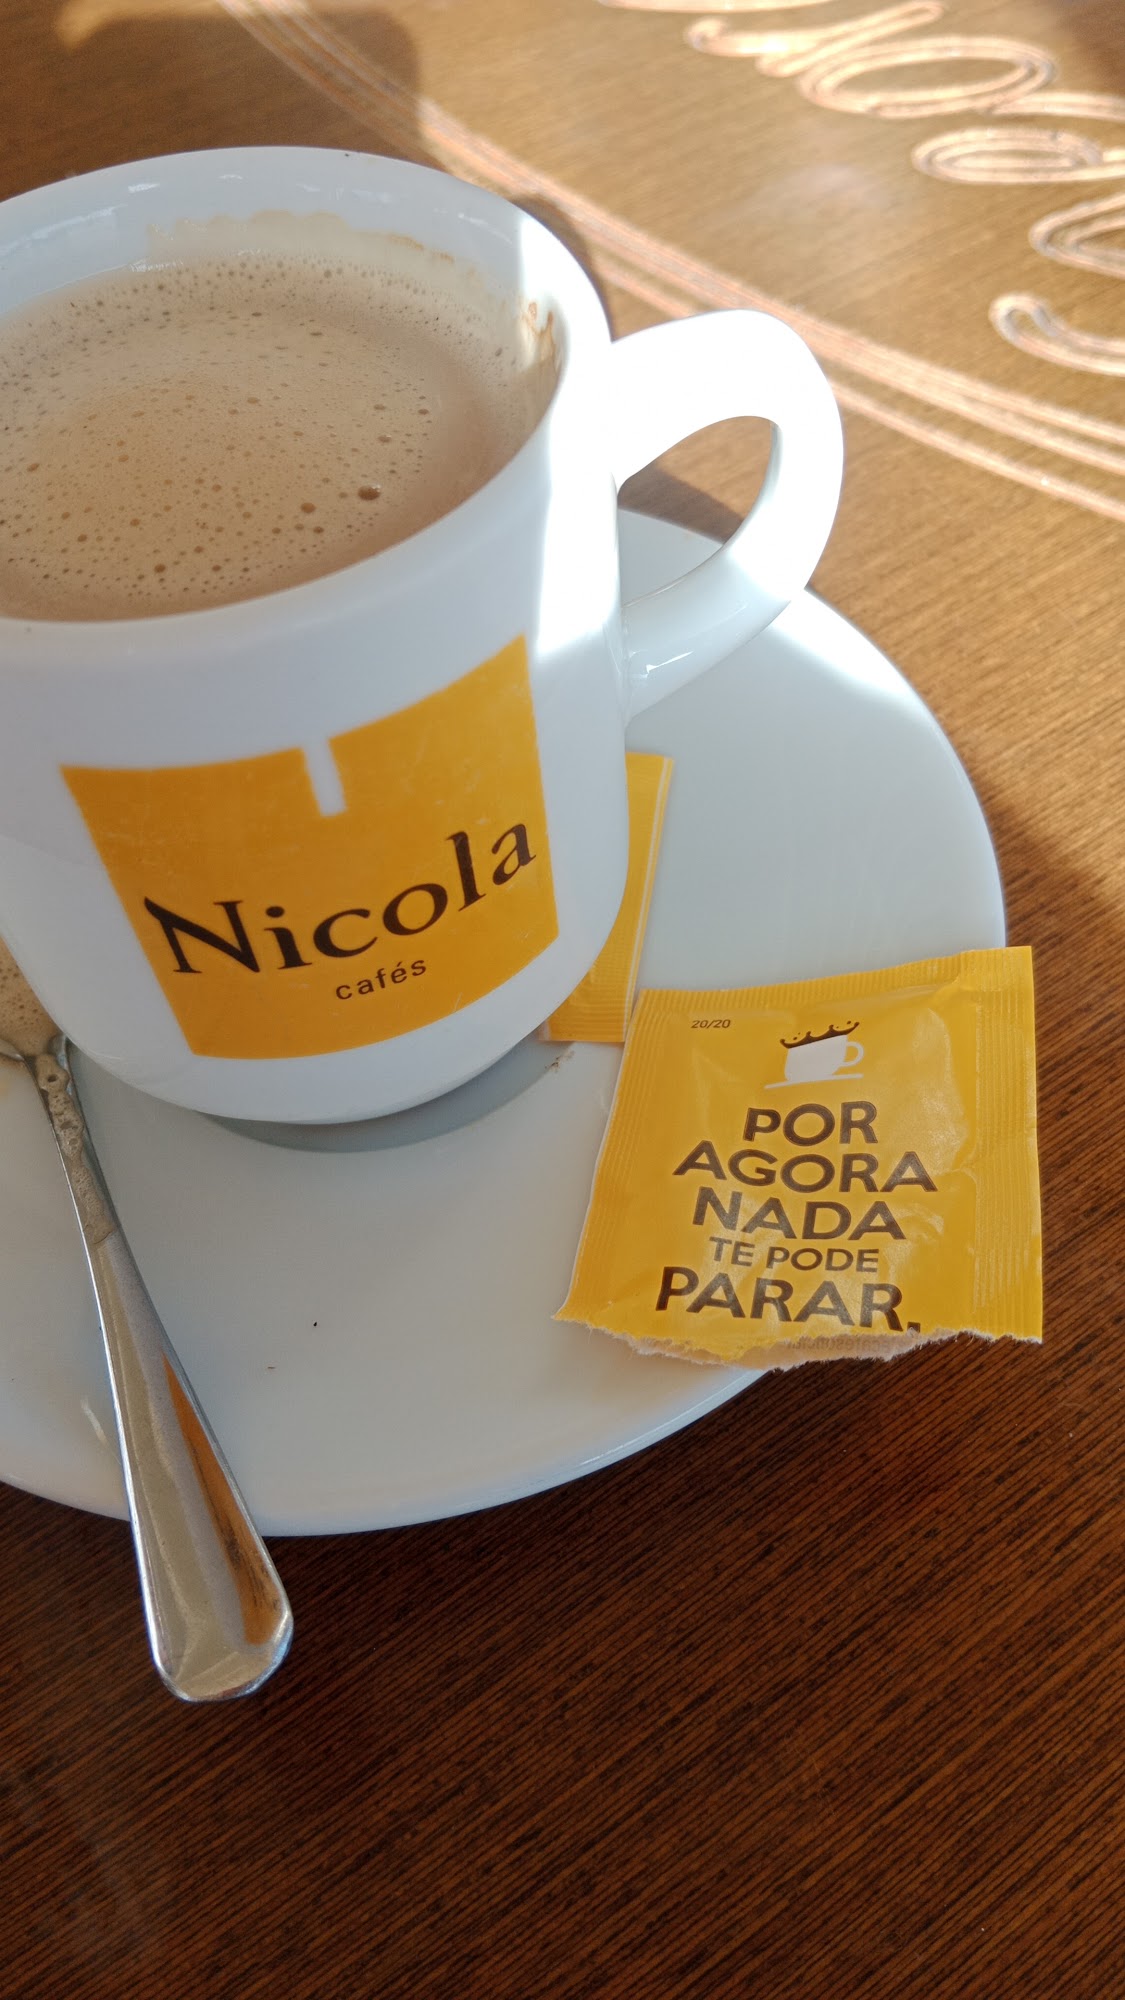 Nicola
cafés
20/20
POR
AGORA
NADA
TE PODE
PARAR.